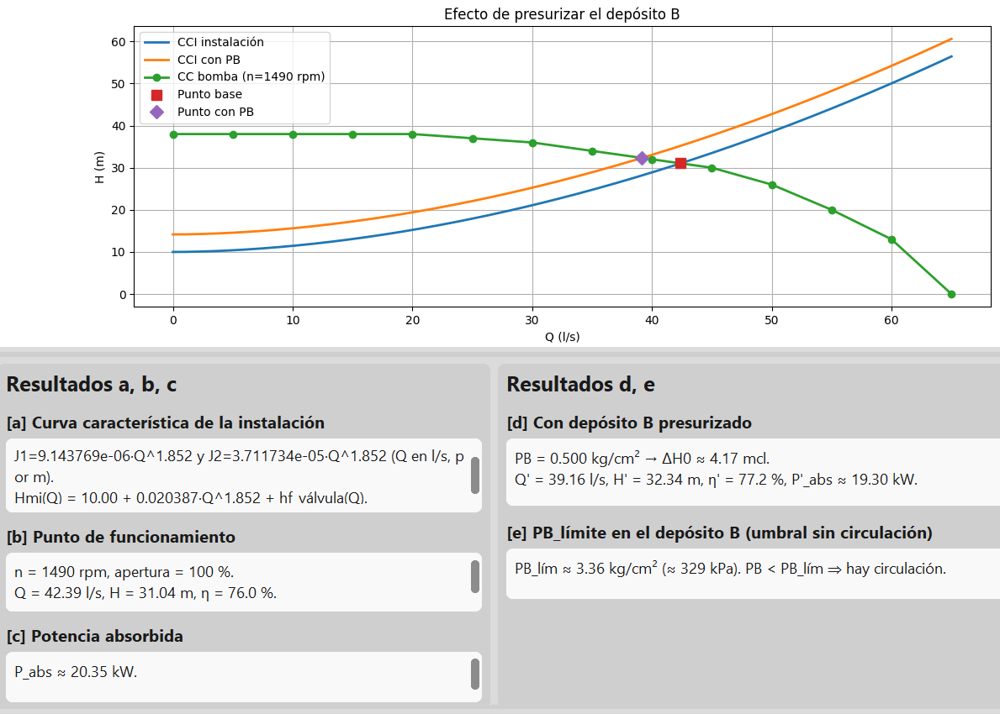 Efecto de presurizar el depósito B
CCI instalación
CCI con PB
CC bomba (n=1490 rpm)
Punto base
Punto con PB
H (m)
60
50
40
30
20
10
0
0 10 20 30 40 50 60
Q (l/s)
Resultados a, b, c
[a] Curva característica de la instalación
J1=9.143769e-06·Q^1.852 y J2=3.711734e-05·Q^1.852 (Q en l/s, p
or m).
Hmi(Q) = 10.00 + 0.020387·Q^1.852 + hf_válvula(Q).
[b] Punto de funcionamiento
n = 1490 rpm, apertura = 100 %.
Q = 42.39 l/s, H = 31.04 m, η = 76.0 %.
[c] Potencia absorbida
P_abs ≈ 20.35 kW.
Resultados d, e
[d] Con depósito B presurizado
PB = 0.500 kg/cm² → ΔH0 ≈ 4.17 mcl.
Q' = 39.16 l/s, H' = 32.34 m, η' = 77.2 %, P'_abs ≈ 19.30 kW.
[e] PB_límite en el depósito B (umbral sin circulación)
PB_lím ≈ 3.36 kg/cm² (≈ 329 kPa). PB < PB_lím ⇒ hay circulación.